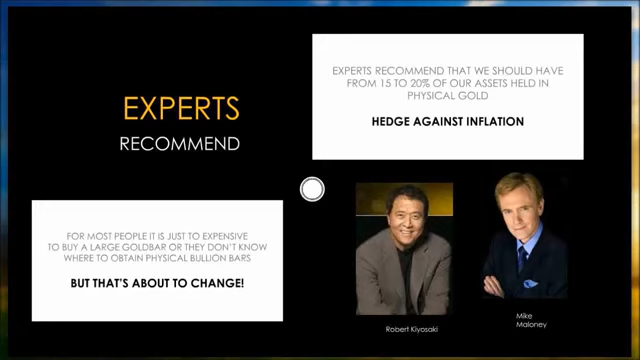 EXPERTS
RECOMMEND
EXPERTS RECOMMEND THAT WE SHOULD HAVE
FROM 15 TO 20% OF OUR ASSETS HELD IN
PHYSICAL GOLD
HEDGE AGAINST INFLATION
FOR MOST PEOPLE IT IS JUST TO EXPENSIVE
TO BUY A LARGE GOLDBAR OR THEY DON'T KNOW
WHERE TO OBTAIN PHYSICAL BULLION BARS
BUT THAT'S ABOUT TO CHANGE!
Robert Kiyosaki
Mike
Maloney